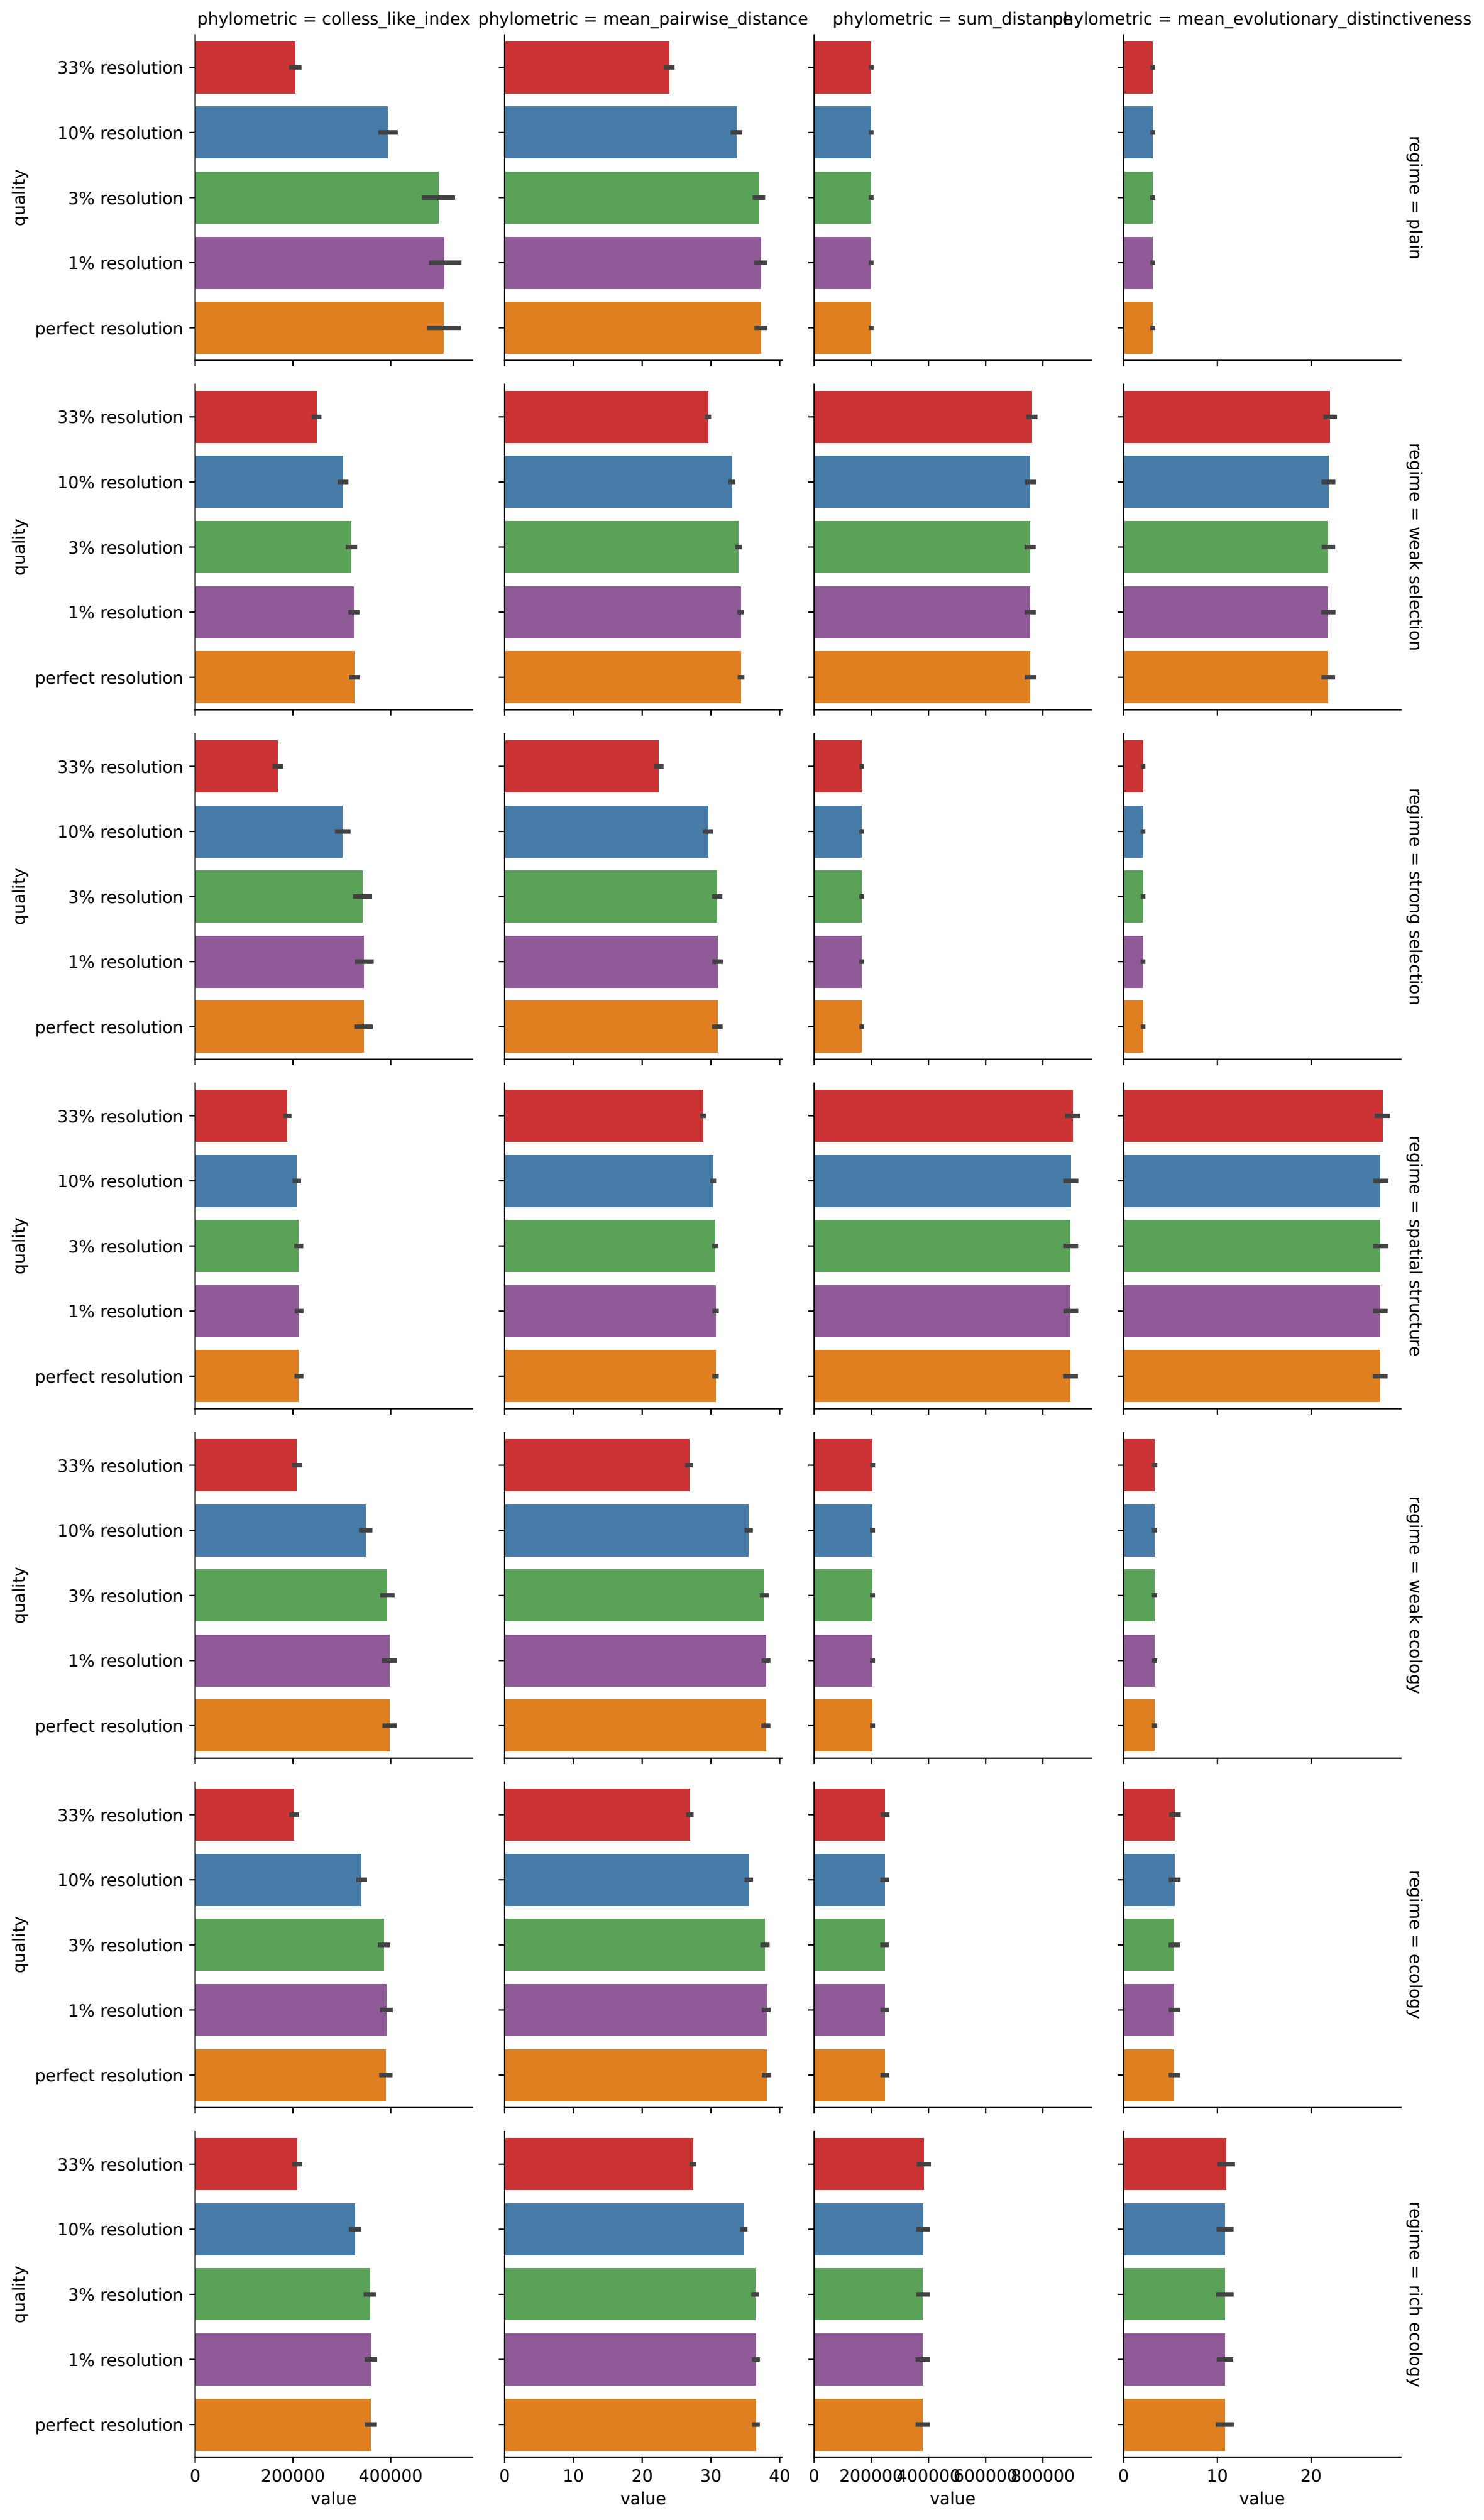 phylometric = colless_like_index
phylometric = mean_pairwise_distance
phylometric = sum_distance
phylometric = mean_evolutionary_distinctiveness
quality
33% resolution
10% resolution
3% resolution
1% resolution
perfect resolution
regime = plain
quality
33% resolution
10% resolution
3% resolution
1% resolution
perfect resolution
regime = weak selection
quality
33% resolution
10% resolution
3% resolution
1% resolution
perfect resolution
regime = strong selection
quality
33% resolution
10% resolution
3% resolution
1% resolution
perfect resolution
regime = spatial structure
quality
33% resolution
10% resolution
3% resolution
1% resolution
perfect resolution
regime = weak ecology
quality
33% resolution
10% resolution
3% resolution
1% resolution
perfect resolution
regime = ecology
quality
33% resolution
10% resolution
3% resolution
1% resolution
perfect resolution
regime = rich ecology
0 200000 400000
0 10 20 30 40
0 200000 400000 600000 800000
0 10 20
value
value
value
value